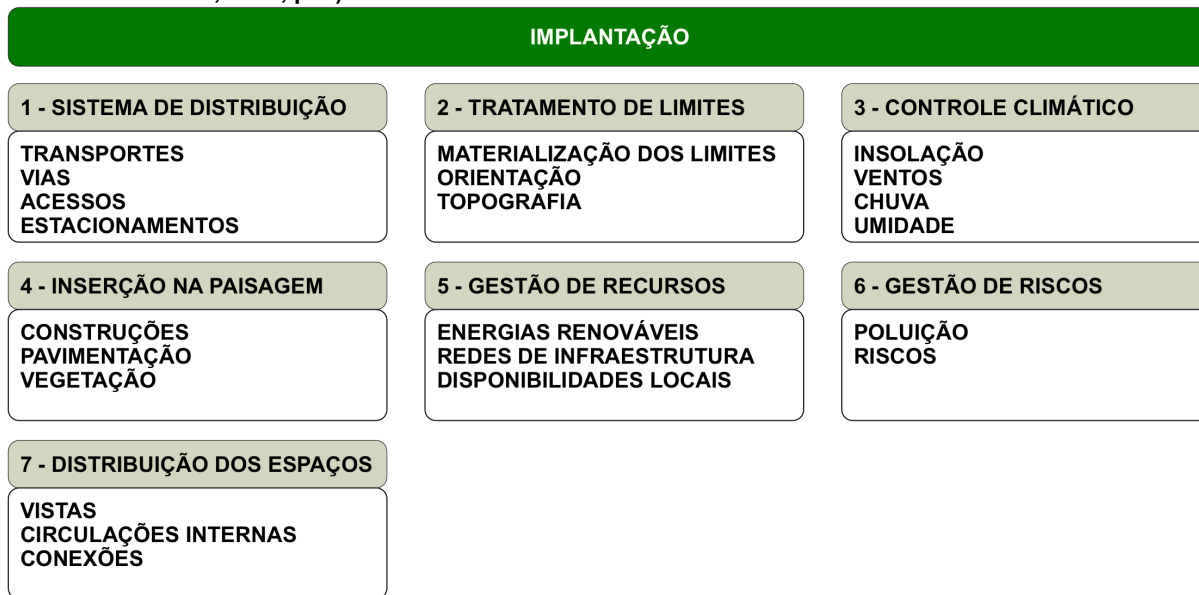 IMPLANTAÇÃO
1 - SISTEMA DE DISTRIBUIÇÃO
TRANSPORTES
VIAS
ACESSOS
ESTACIONAMENTOS
2 - TRATAMENTO DE LIMITES
MATERIALIZAÇÃO DOS LIMITES
ORIENTAÇÃO
TOPOGRAFIA
3 - CONTROLE CLIMÁTICO
INSOLAÇÃO
VENTOS
CHUVA
UMIDADE
4 - INSERÇÃO NA PAISAGEM
CONSTRUÇÕES
PAVIMENTAÇÃO
VEGETAÇÃO
5 - GESTÃO DE RECURSOS
ENERGIAS RENOVÁVEIS
REDES DE INFRAESTRUTURA
DISPONIBILIDADES LOCAIS
6 - GESTÃO DE RISCOS
POLUIÇÃO
RISCOS
7 - DISTRIBUIÇÃO DOS ESPAÇOS
VISTAS
CIRCULAÇÕES INTERNAS
CONEXÕES